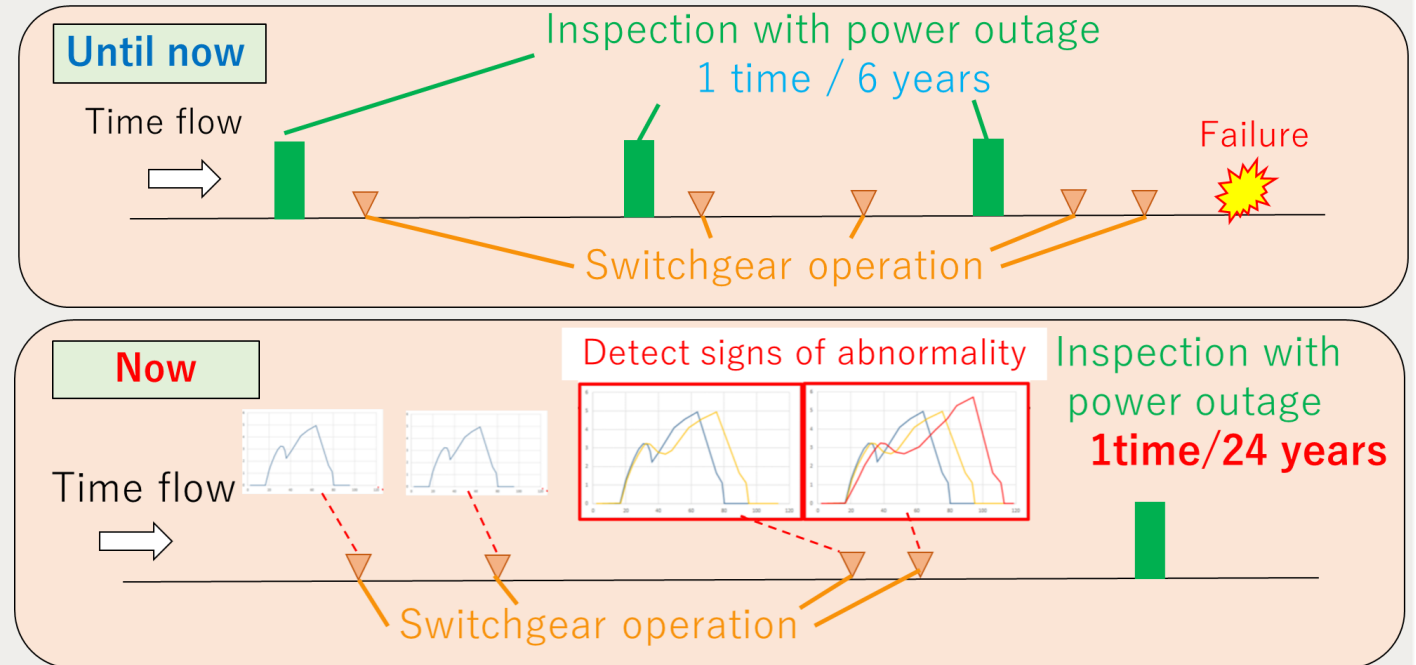 Until now
Inspection with power outage
1 time / 6 years
Time flow
Failure
Switchgear operation
Now
Detect signs of abnormality
Inspection with
power outage
1time/24 years
Time flow
Switchgear operation